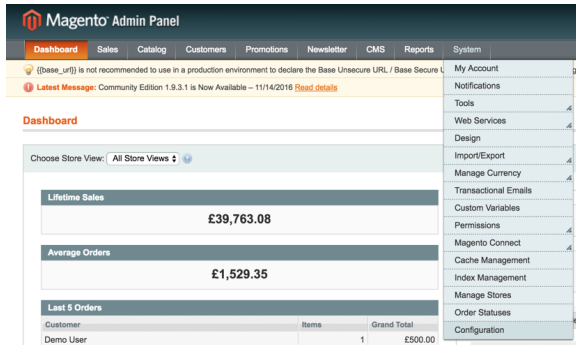 Magento Admin Panel
Dashboard Sales Catalog Customers Promotions Newsletter CMS Reports System
{{base_url}} is not recommended to use in a production environment to declare the Base Unsecure URL / Base Secure
Latest Message: Community Edition 1.9.3.1 is Now Available – 11/14/2016 Read details
Dashboard
Choose Store View: All Store Views
Lifetime Sales
£39,763.08
Average Orders
£1,529.35
Last 5 Orders
Customer Items Grand Total
Demo User 1 £500.00
My Account
Notifications
Tools
Web Services
Design
Import/Export
Manage Currency
Transactional Emails
Custom Variables
Permissions
Magento Connect
Cache Management
Index Management
Manage Stores
Order Statuses
Configuration